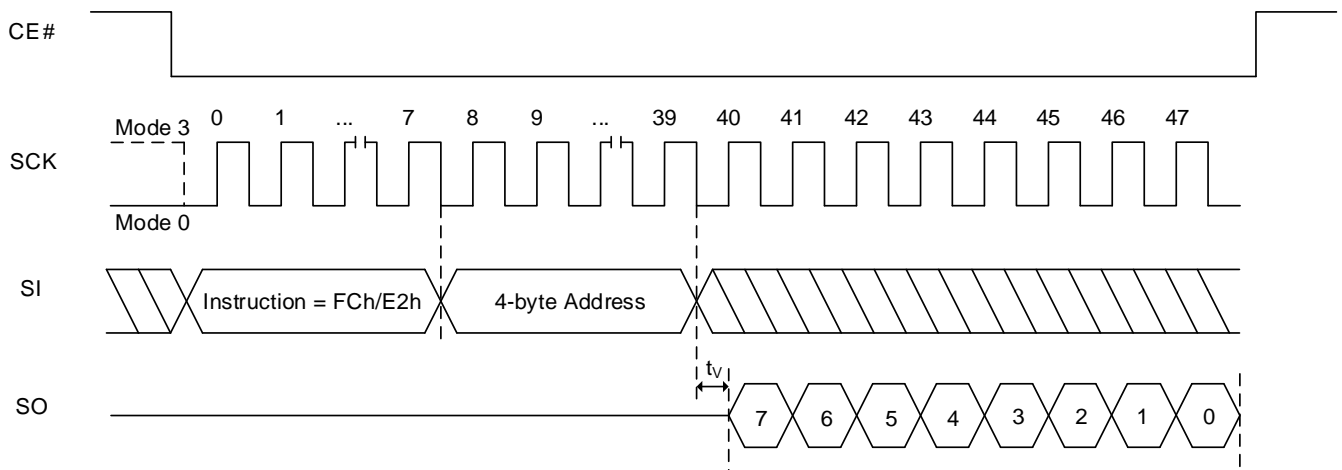 CE#
0 1 ... 7 8 9 ... 39 40 41 42 43 44 45 46 47
Mode 3
SCK
Mode 0
SI
Instruction = FCh/E2h
4-byte Address
tV
SO
7 6 5 4 3 2 1 0